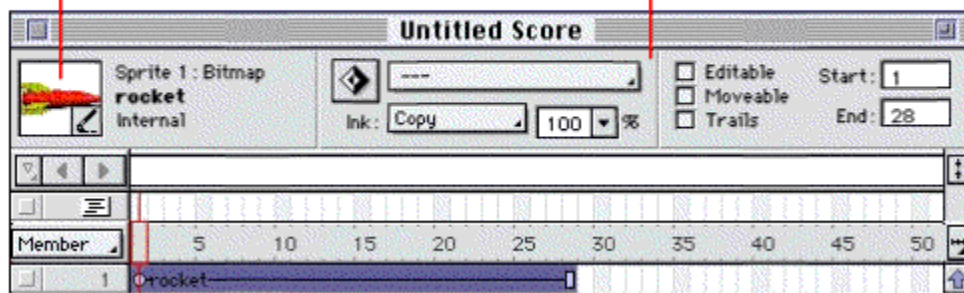 Untitled Score
Sprite 1 : Bitmap
rocket
Internal
---
Ink: Copy 100 %
Editable
Moveable
Trails
Start: 1
End: 28
Member 5 10 15 20 25 30 35 40 45 50
1 rocket